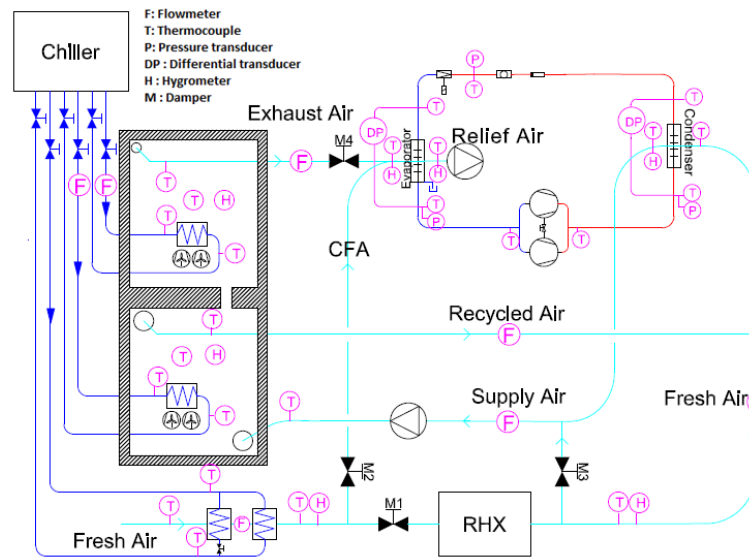 F: Flowmeter
T: Thermocouple
P: Pressure transducer
DP : Differential transducer
H : Hygrometer
M : Damper
Chiller
P
T
T
T
Exhaust Air
M4
DP
T
H
Evaporator
T
H
Relief Air
DP
T
H
Condenser
T
F
F
F
T
T
H
T
P
T
P
T
T
T
T
CFA
T
T
H
Recycled Air
F
T
T
T
Supply Air
F
Fresh Air
M2
M3
T
T
T
H
M1
RHX
T
H
Fresh Air
F
T